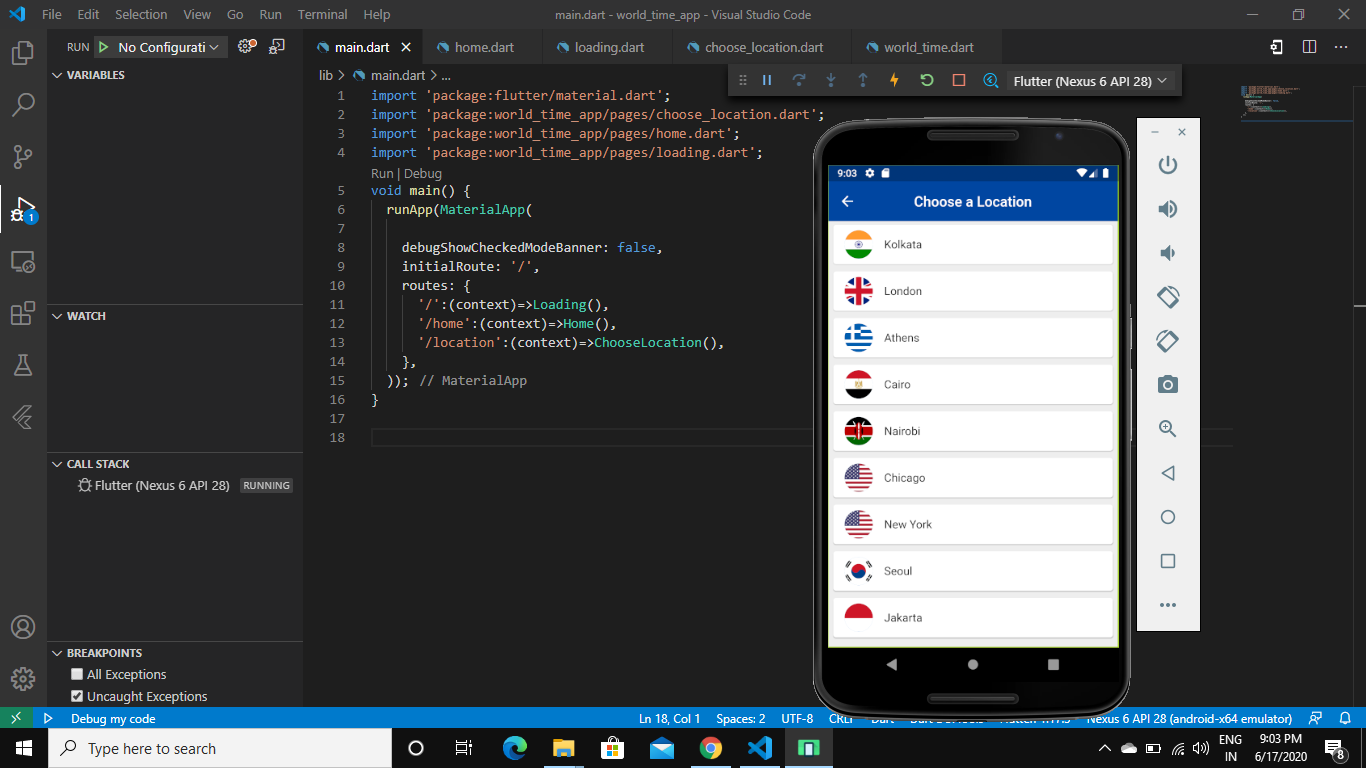 File Edit Selection View Go Run Terminal Help
main.dart - world_time_app - Visual Studio Code
RUN No Configurati
main.dart
home.dart
loading.dart
choose_location.dart
world_time.dart
VARIABLES
WATCH
CALL STACK
Flutter (Nexus 6 API 28) RUNNING
BREAKPOINTS
All Exceptions
Uncaught Exceptions
1
lib > main.dart > ...
Flutter (Nexus 6 API 28)
1 import 'package:flutter/material.dart';
2 import 'package:world_time_app/pages/choose_location.dart';
3 import 'package:world_time_app/pages/home.dart';
4 import 'package:world_time_app/pages/loading.dart';
Run | Debug
5 void main() {
6 runApp(MaterialApp(
7
8 debugShowCheckedModeBanner: false,
9 initialRoute: '/',
10 routes: {
11 '/':(context)=>Loading(),
12 '/home':(context)=>Home(),
13 '/location':(context)=>ChooseLocation(),
14 },
15 )); // MaterialApp
16 }
17
18
9:03
Choose a Location
Kolkata
London
Athens
Cairo
Nairobi
Chicago
New York
Seoul
Jakarta
Debug my code
Ln 18, Col 1 Spaces: 2 UTF-8 CRLF
Nexus 6 API 28 (android-x64 emulator)
Type here to search
ENG
IN
9:03 PM
6/17/2020
8